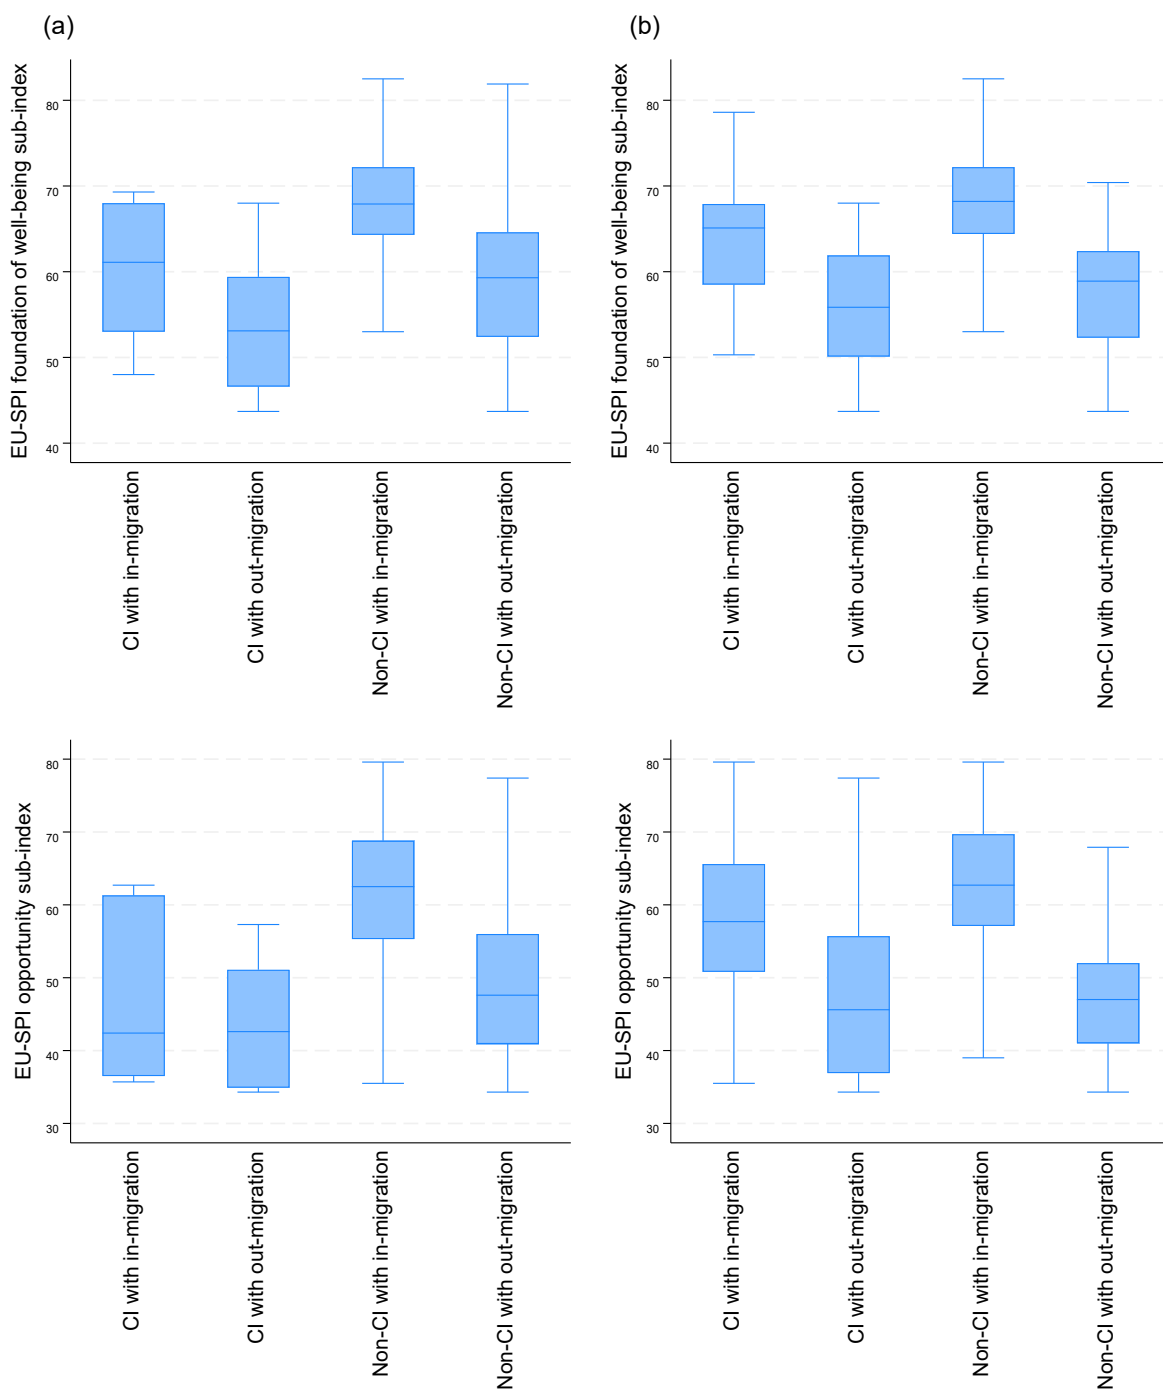 (a)
EU-SPI foundation of well-being sub-index
80
70
60
50
40
CI with in-migration
CI with out-migration
Non-CI with in-migration
Non-CI with out-migration
(b)
EU-SPI foundation of well-being sub-index
80
70
60
50
40
CI with in-migration
CI with out-migration
Non-CI with in-migration
Non-CI with out-migration
EU-SPI opportunity sub-index
80
70
60
50
40
30
CI with in-migration
CI with out-migration
Non-CI with in-migration
Non-CI with out-migration
EU-SPI opportunity sub-index
80
70
60
50
40
30
CI with in-migration
CI with out-migration
Non-CI with in-migration
Non-CI with out-migration